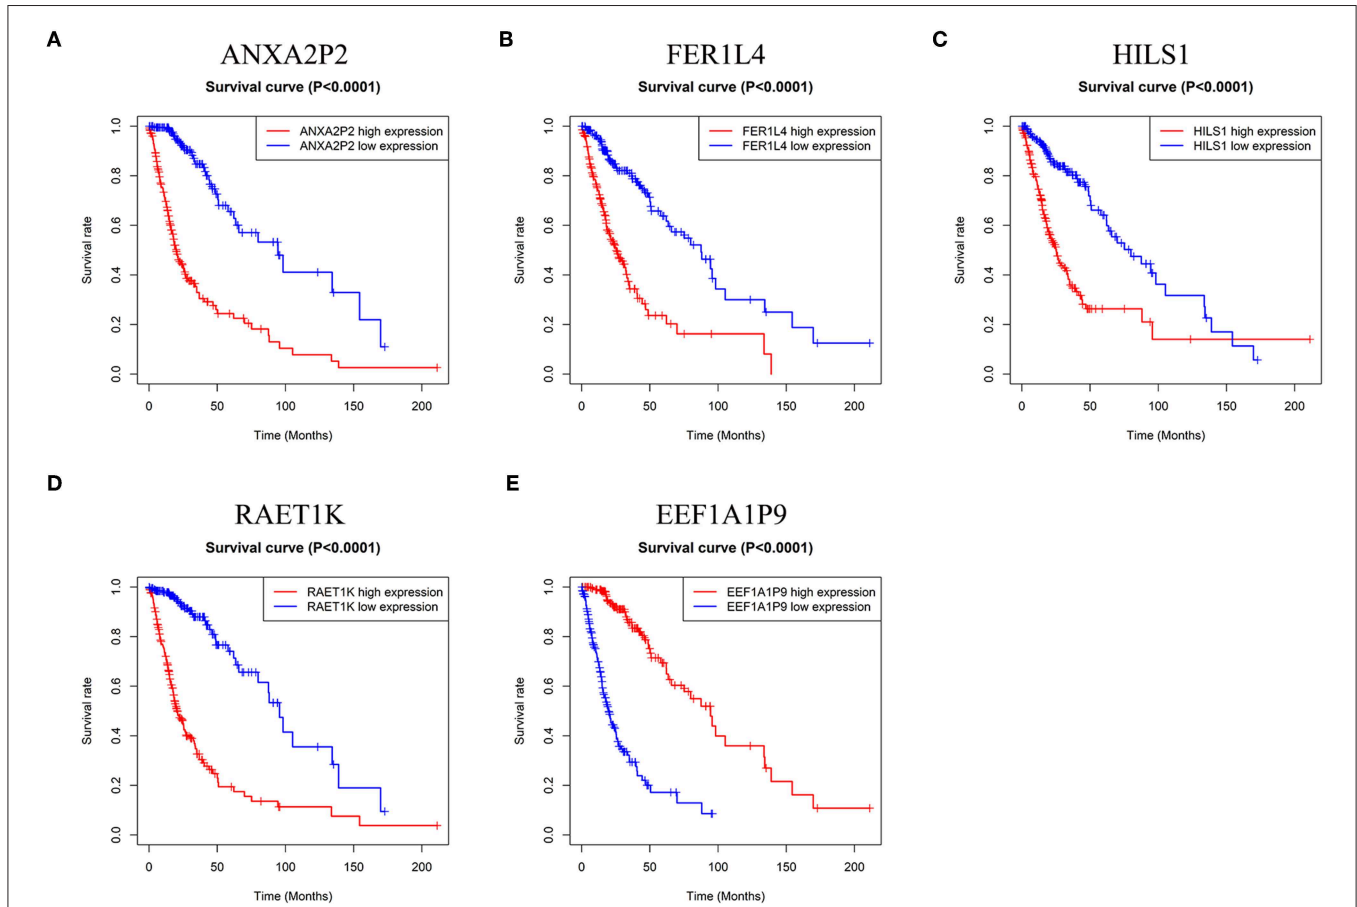 A
ANXA2P2
Survival curve (P<0.0001)
ANXA2P2 high expression
ANXA2P2 low expression
Survival rate
0.0 0.2 0.4 0.6 0.8 1.0
0 50 100 150 200
Time (Months)
B
FER1L4
Survival curve (P<0.0001)
FER1L4 high expression
FER1L4 low expression
Survival rate
0.0 0.2 0.4 0.6 0.8 1.0
0 50 100 150 200
Time (Months)
C
HILS1
Survival curve (P<0.0001)
HILS1 high expression
HILS1 low expression
Survival rate
0.0 0.2 0.4 0.6 0.8 1.0
0 50 100 150 200
Time (Months)
D
RAET1K
Survival curve (P<0.0001)
RAET1K high expression
RAET1K low expression
Survival rate
0.0 0.2 0.4 0.6 0.8 1.0
0 50 100 150 200
Time (Months)
E
EEF1A1P9
Survival curve (P<0.0001)
EEF1A1P9 high expression
EEF1A1P9 low expression
Survival rate
0.0 0.2 0.4 0.6 0.8 1.0
0 50 100 150 200
Time (Months)